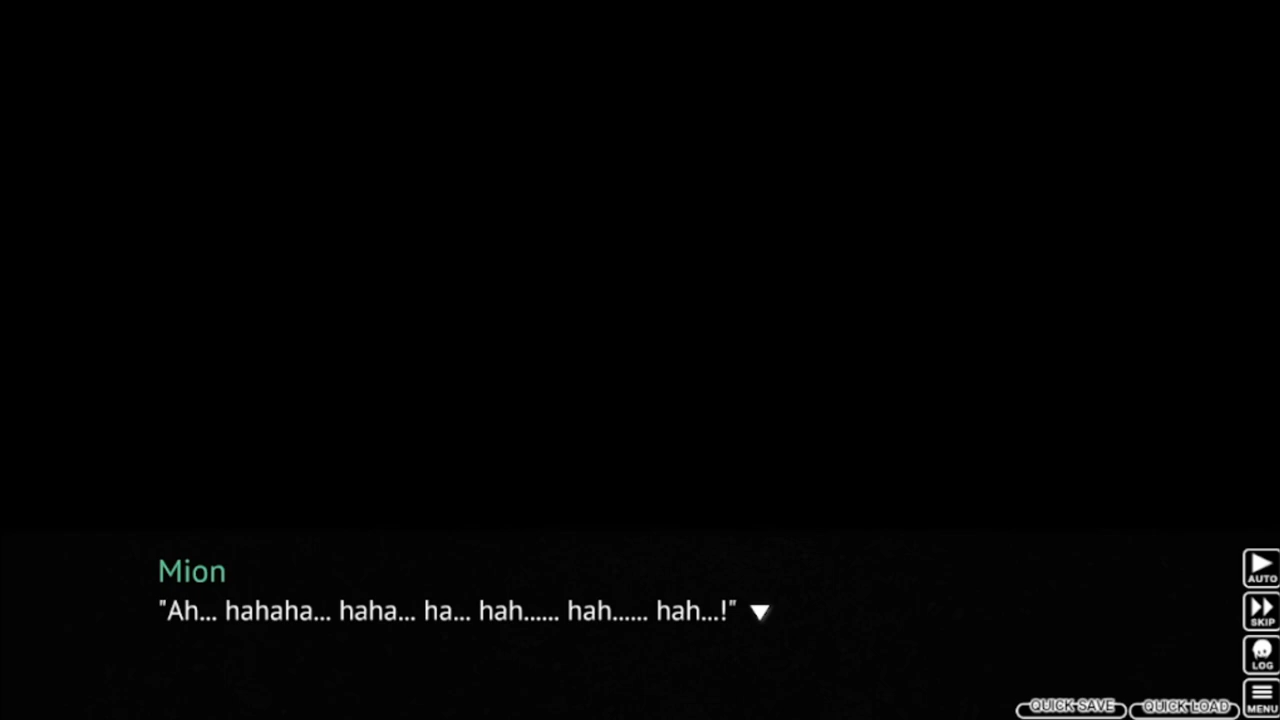 Mion
"Ah... hahaha... haha... ha... hah...... hah...... hah...!"
AUTO
SKIP
LOG
MENU
QUICK SAVE QUICK LOAD